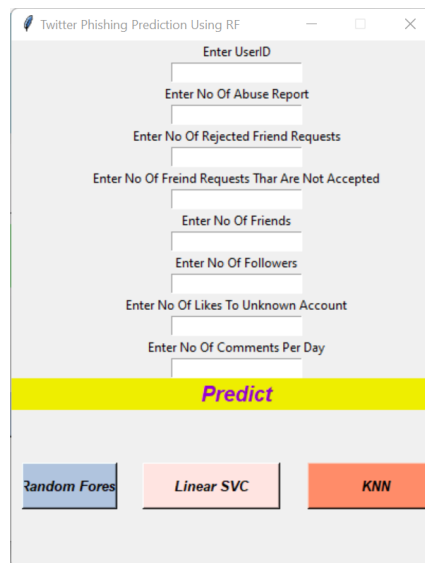 Twitter Phishing Prediction Using RF
Enter UserID
Enter No Of Abuse Report
Enter No Of Rejected Friend Requests
Enter No Of Freind Requests Thar Are Not Accepted
Enter No Of Friends
Enter No Of Followers
Enter No Of Likes To Unknown Account
Enter No Of Comments Per Day
Predict
Random Fores
Linear SVC
KNN